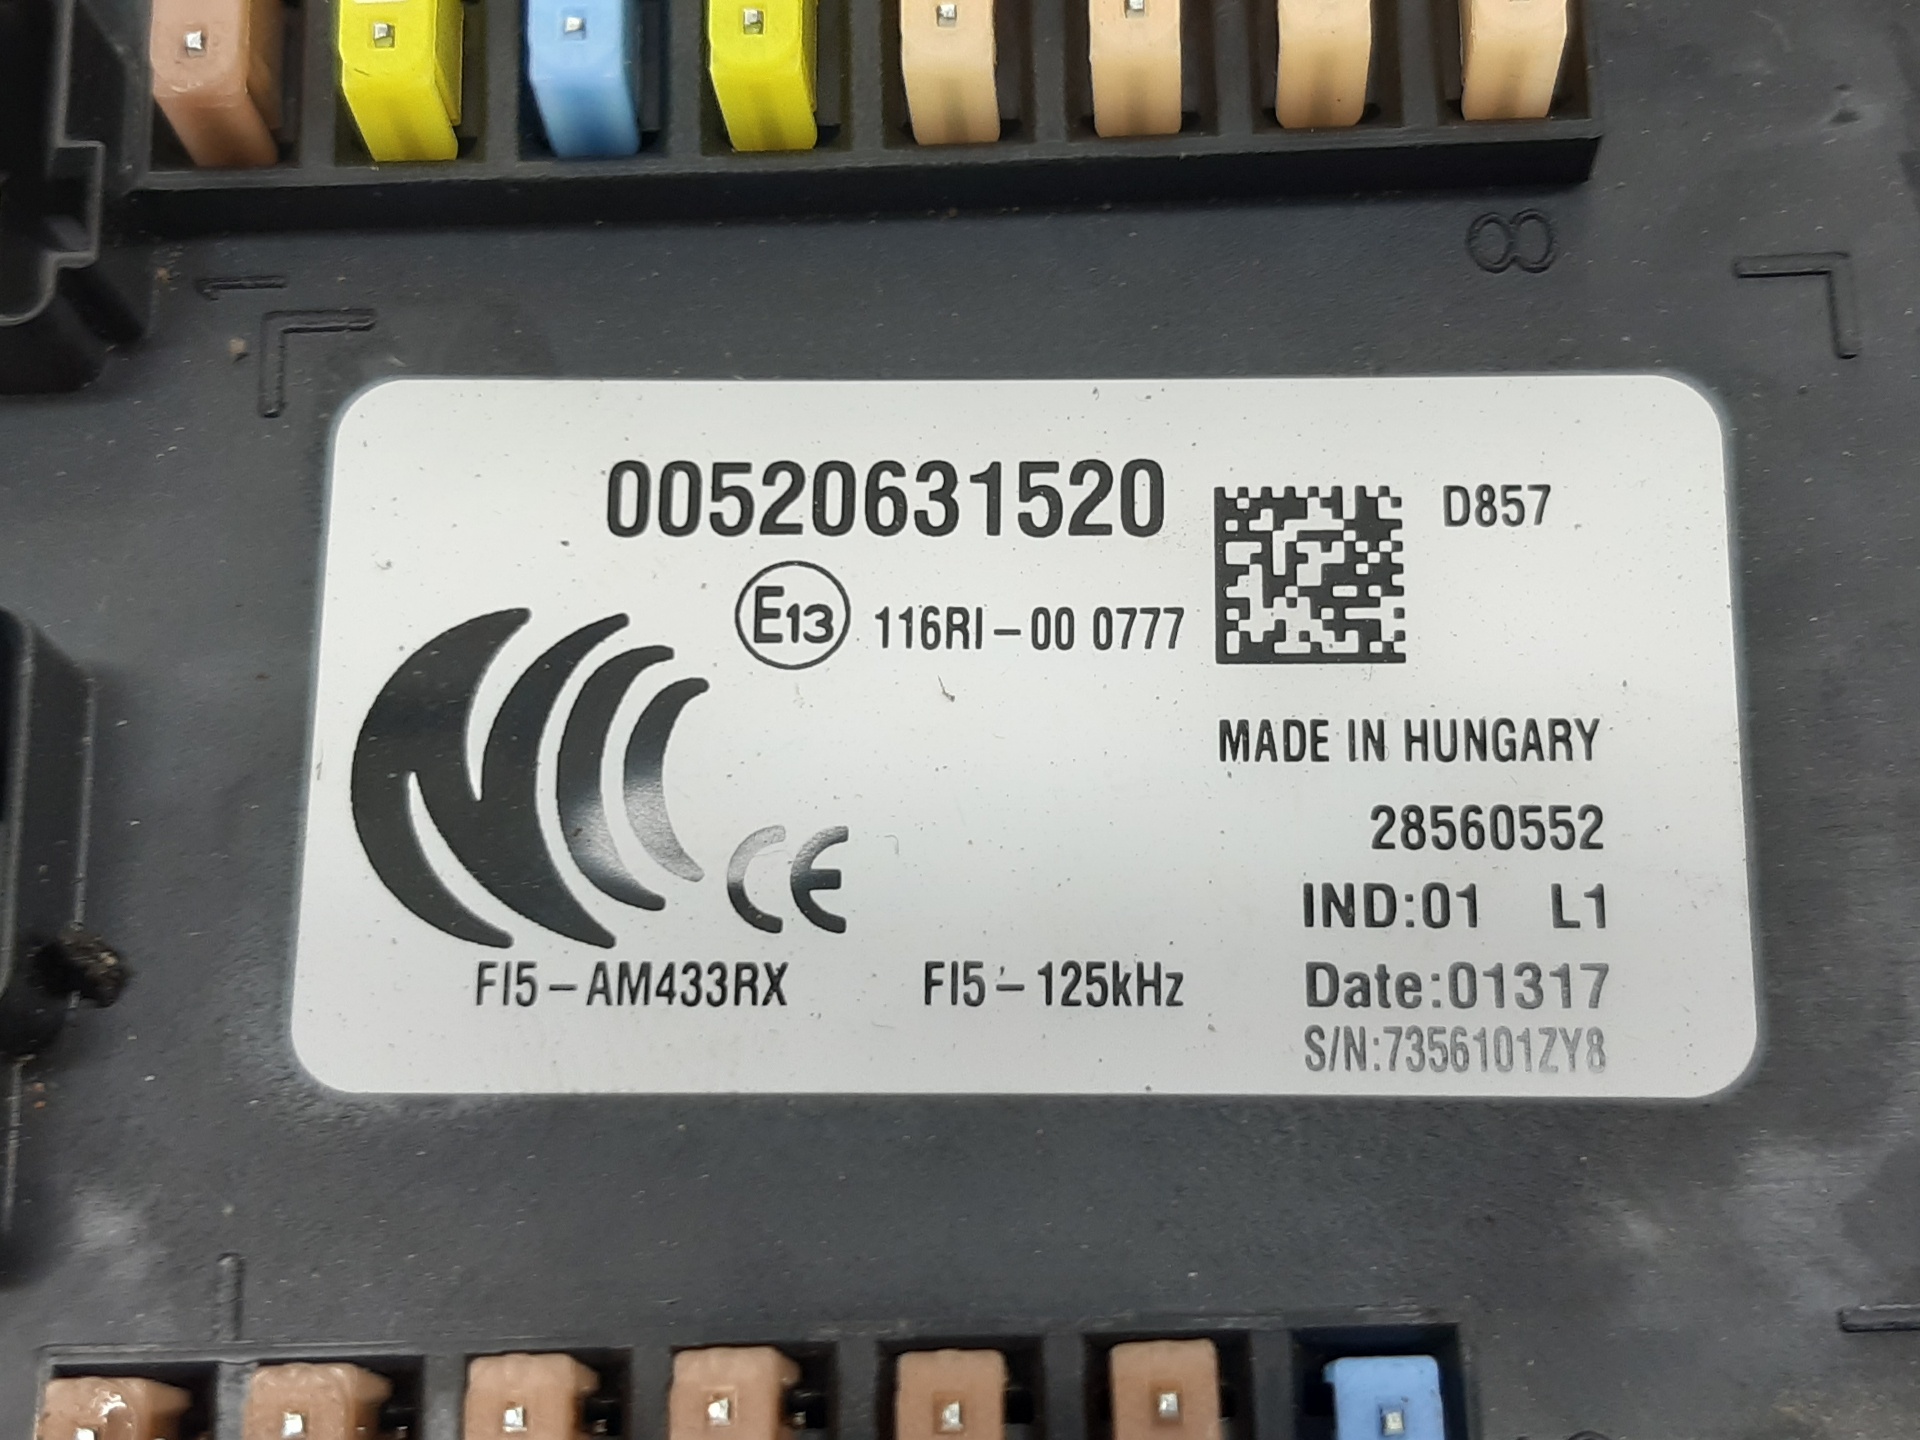 8
00520631520
D857
E13 116RI-00 0777
MADE IN HUNGARY
28560552
CE
IND:01 L1
FI5-AM433RX FI5-125kHz Date:01317
S/N:7356101ZY8